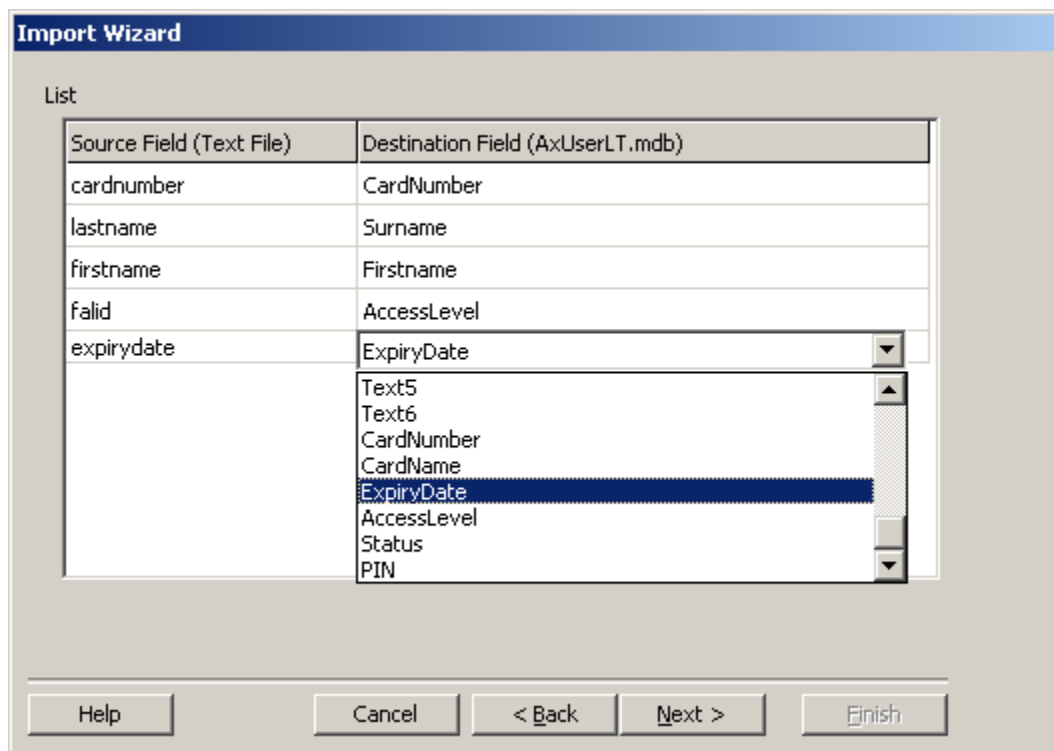 Import Wizard
List
Source Field (Text File) Destination Field (AxUserLT.mdb)
cardnumber CardNumber
lastname Surname
firstname Firstname
falid AccessLevel
expirydate ExpiryDate
Text5
Text6
CardNumber
CardName
ExpiryDate
AccessLevel
Status
PIN
Help Cancel < Back Next > Finish